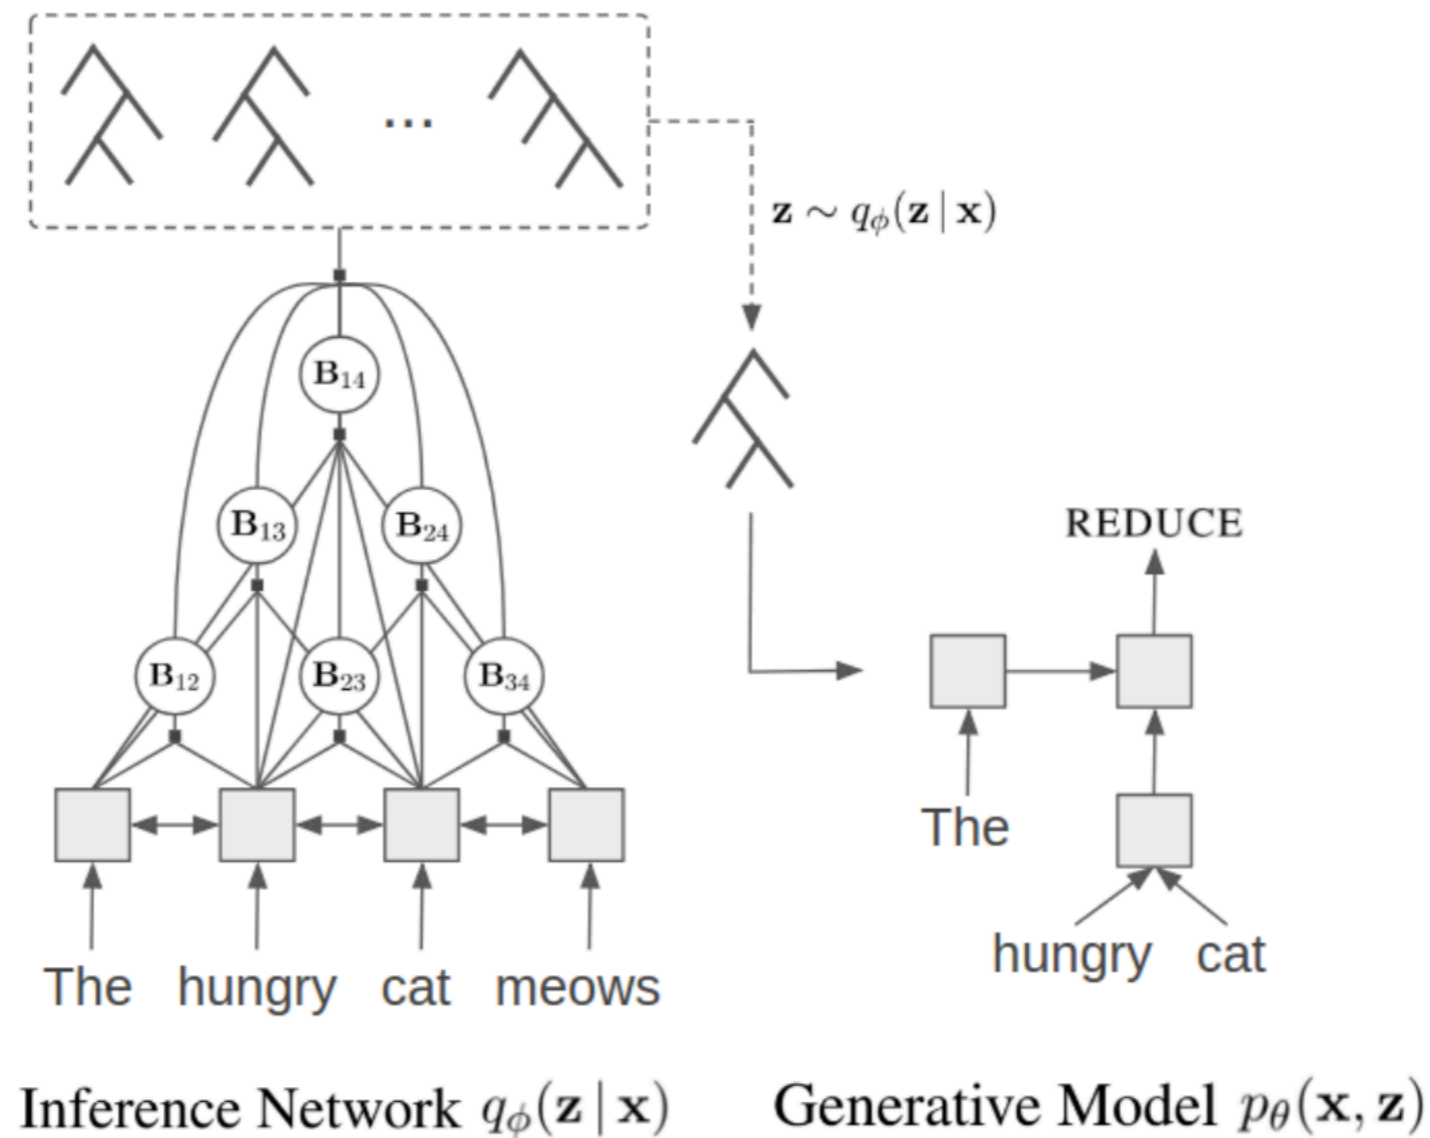 ...
z ∼ qϕ(z | x)
B14
B13
B24
B12
B23
B34
REDUCE
The
hungry cat
The hungry cat meows
Inference Network qϕ(z | x)
Generative Model pθ(x, z)